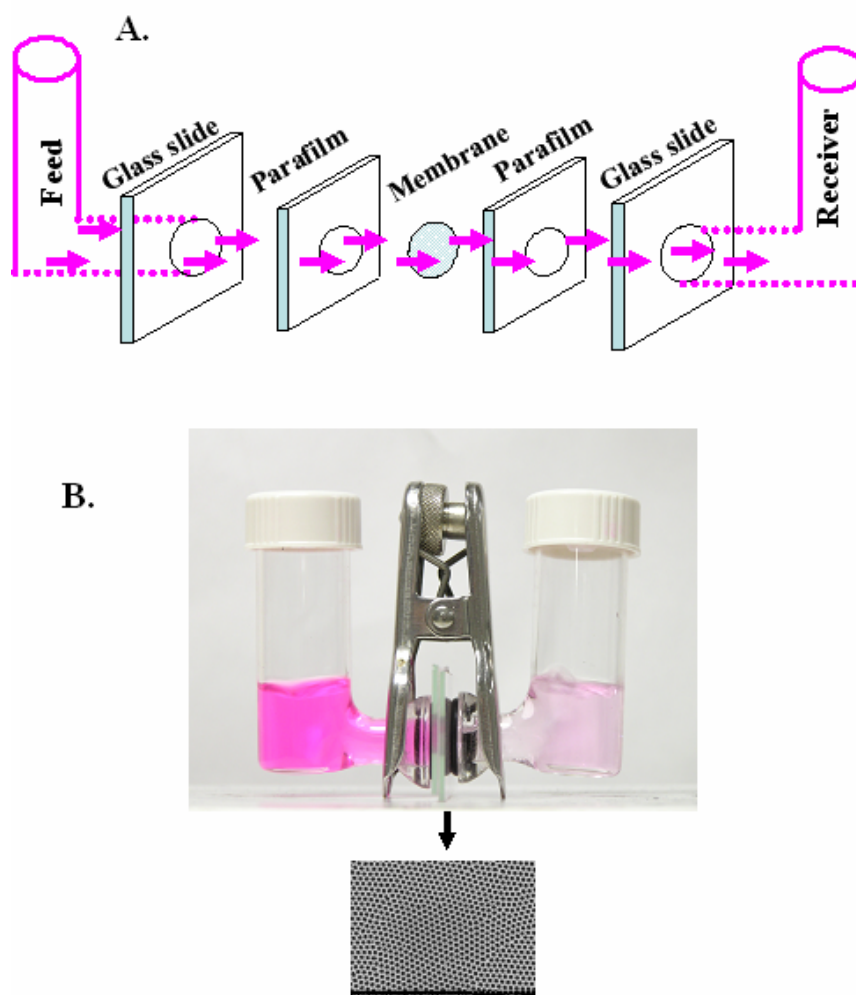 A.
Feed
Glass slide
Parafilm
Membrane
Parafilm
Glass slide
Receiver
B.